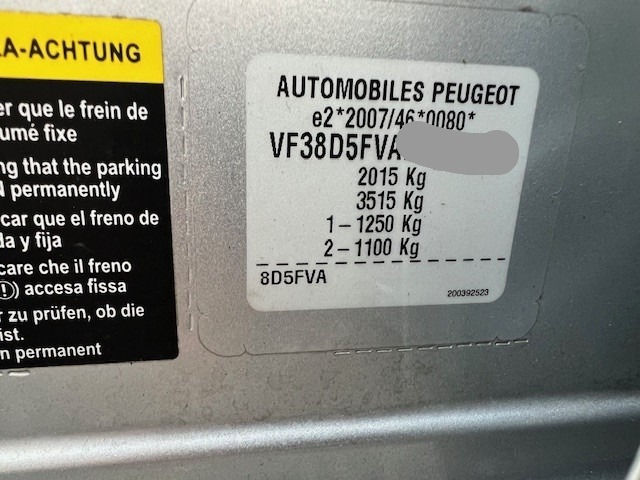 A-ACHTUNG
er que le frein de
umé fixe
ng that the parking
N permanently
car que el freno de
da y fija
care che il freno
(!) accesa fissa
r zu prüfen, ob die
ist.
n permanent
AUTOMOBILES PEUGEOT
e2*2007/46*0080*
VF38D5FVA
2015 Kg
3515 Kg
1-1250 Kg
2-1100 Kg
8D5FVA
200392523